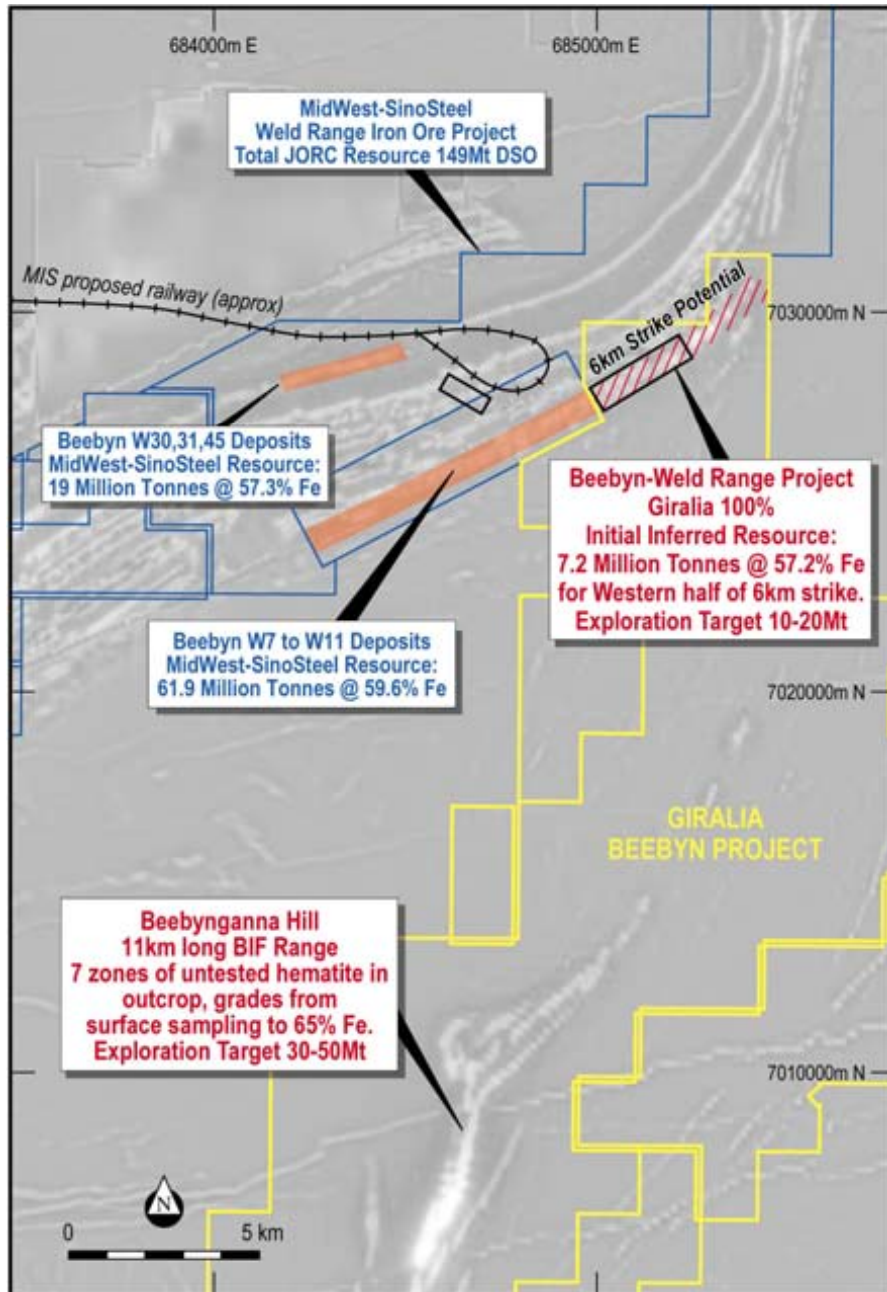 684000m E
685000m E
MidWest-SinoSteel
Weld Range Iron Ore Project
Total JORC Resource 149Mt DSO
MIS proposed railway (approx)
6km Strike Potential
7030000m N
Beebyn W30,31,45 Deposits
MidWest-SinoSteel Resource:
19 Million Tonnes @ 57.3% Fe
Beebyn-Weld Range Project
Giralia 100%
Initial Inferred Resource:
7.2 Million Tonnes @ 57.2% Fe
for Western half of 6km strike.
Exploration Target 10-20Mt
Beebyn W7 to W11 Deposits
MidWest-SinoSteel Resource:
61.9 Million Tonnes @ 59.6% Fe
7020000m N
GIRALIA
BEEBYN PROJECT
Beebynganna Hill
11km long BIF Range
7 zones of untested hematite in
outcrop, grades from
surface sampling to 65% Fe.
Exploration Target 30-50Mt
7010000m N
N
0 5 km